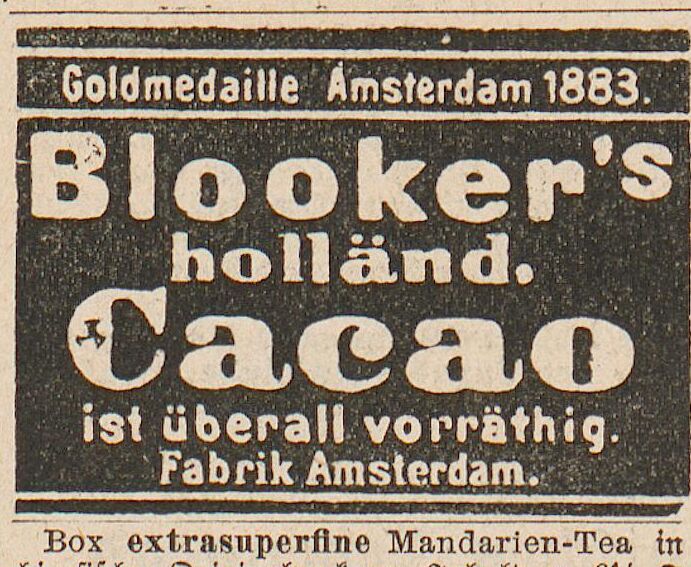 Goldmedaille Amsterdam 1883.
Blooker's
holländ.
Cacao
ist überall vorräthig.
Fabrik Amsterdam.
Box extrasuperfine Mandarien-Tea in